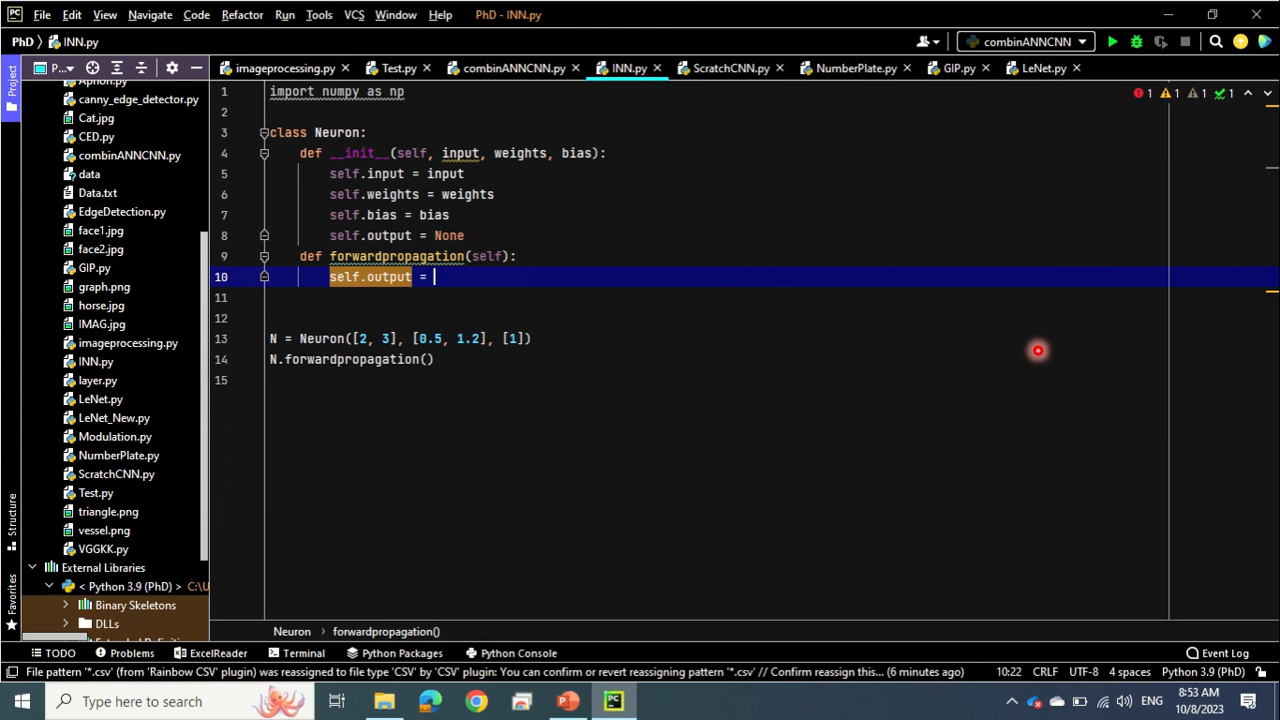 File Edit View Navigate Code Refactor Run Tools VCS Window Help PhD - INN.py
PhD INN.py combinANNCNN
P... imageprocessing.py Test.py combinANNCNN.py INN.py ScratchCNN.py NumberPlate.py GIP.py LeNet.py
Project
canny_edge_detector.py
Cat.jpg
CED.py
combinANNCNN.py
data
Data.txt
EdgeDetection.py
face1.jpg
face2.jpg
GIP.py
graph.png
horse.jpg
IMAG.jpg
imageprocessing.py
INN.py
layer.py
LeNet.py
LeNet_New.py
Modulation.py
NumberPlate.py
ScratchCNN.py
Test.py
triangle.png
vessel.png
VGGKK.py
External Libraries
< Python 3.9 (PhD) > C:\U
Binary Skeletons
DLLs
Structure
Favorites
1 import numpy as np
2
3 class Neuron:
4 def __init__(self, input, weights, bias):
5 self.input = input
6 self.weights = weights
7 self.bias = bias
8 self.output = None
9 def forwardpropagation(self):
10 self.output =
11
12
13 N = Neuron([2, 3], [0.5, 1.2], [1])
14 N.forwardpropagation()
15
1 1 1 1
Neuron forwardpropagation()
TODO Problems ExcelReader Terminal Python Packages Python Console Event Log
File pattern '*.csv' (from 'Rainbow CSV' plugin) was reassigned to file type 'CSV' by 'CSV' plugin: You can confirm or revert reassigning pattern '*.csv' // Confirm reassign this... (6 minutes ago) 10:22 CRLF UTF-8 4 spaces Python 3.9 (PhD)
Type here to search
ENG
8:53 AM
10/8/2023